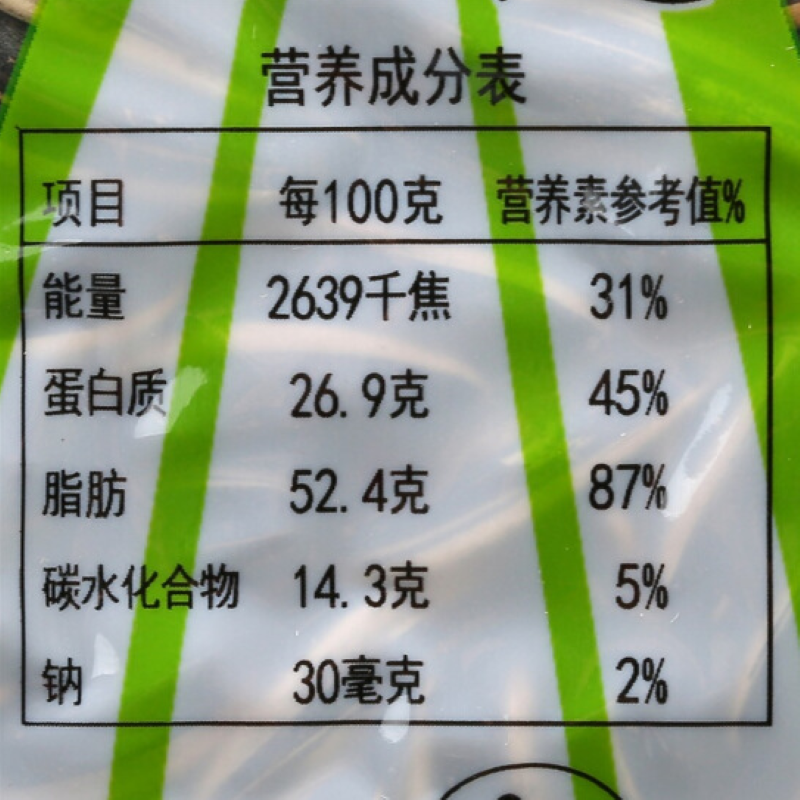 营养成分表
项目 每100克 营养素参考值%
能量 2639千焦 31%
蛋白质 26.9克 45%
脂肪 52.4克 87%
碳水化合物 14.3克 5%
钠 30毫克 2%